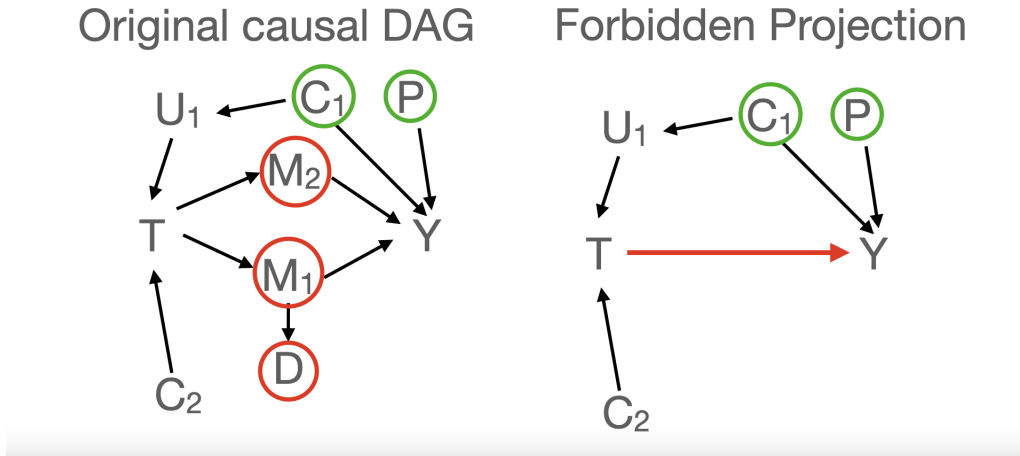 Original causal DAG
Forbidden Projection
U₁
C₁
P
M₂
T
Y
M₁
D
C₂
U₁
C₁
P
T
Y
C₂